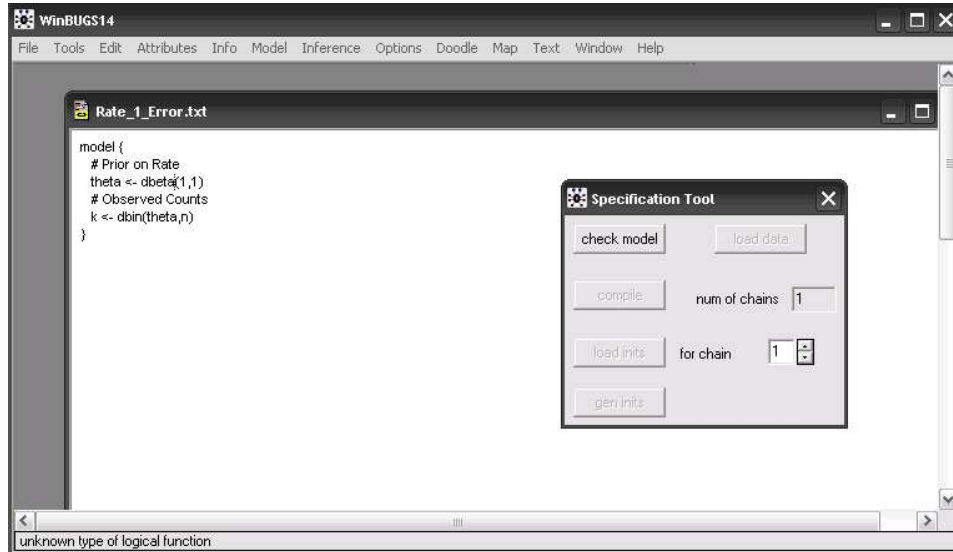 WinBUGS14
File Tools Edit Attributes Info Model Inference Options Doodle Map Text Window Help
Rate_1_Error.txt
model {
# Prior on Rate
theta <- dbeta(1,1)
# Observed Counts
k <- dbin(theta,n)
}
Specification Tool
check model load data
compile num of chains 1
load inits for chain 1
gen inits
unknown type of logical function